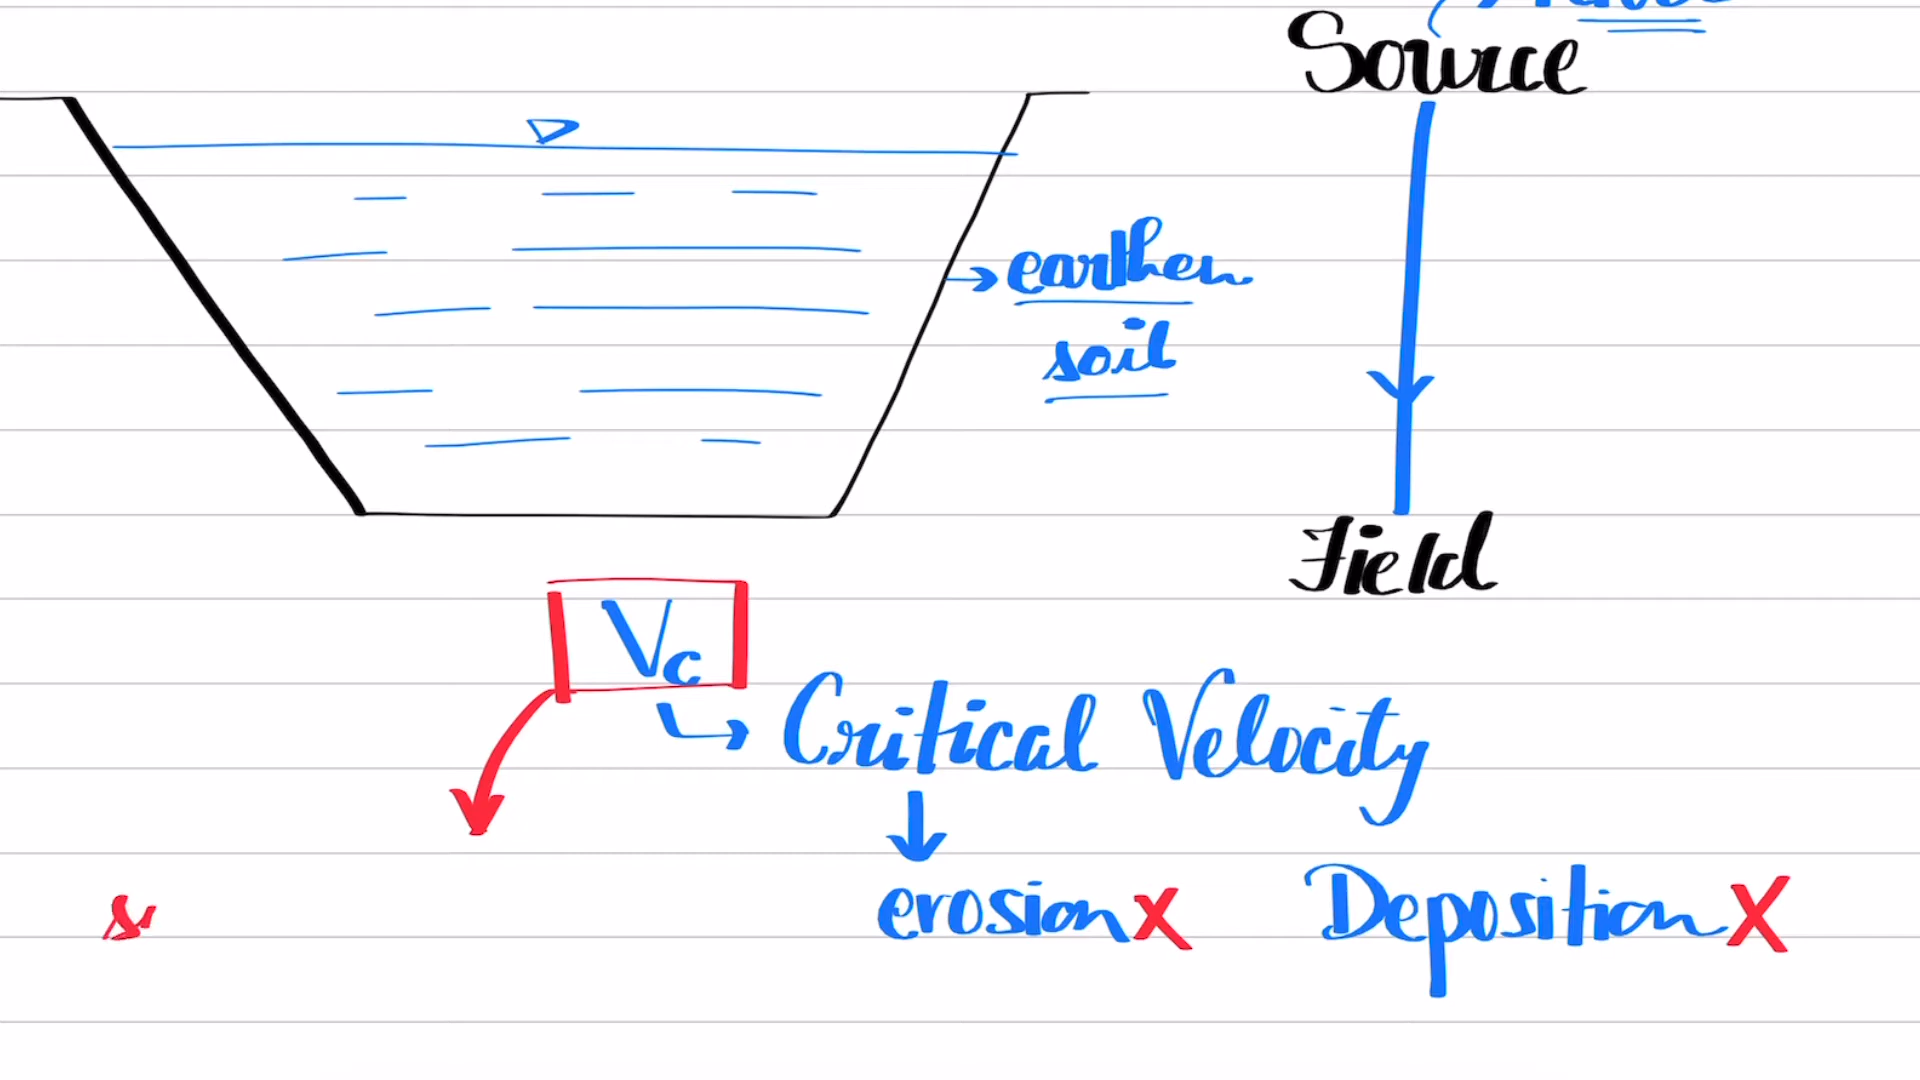 Source
earthen
soil
Field
Vc
Critical Velocity
erosion X Deposition X
s